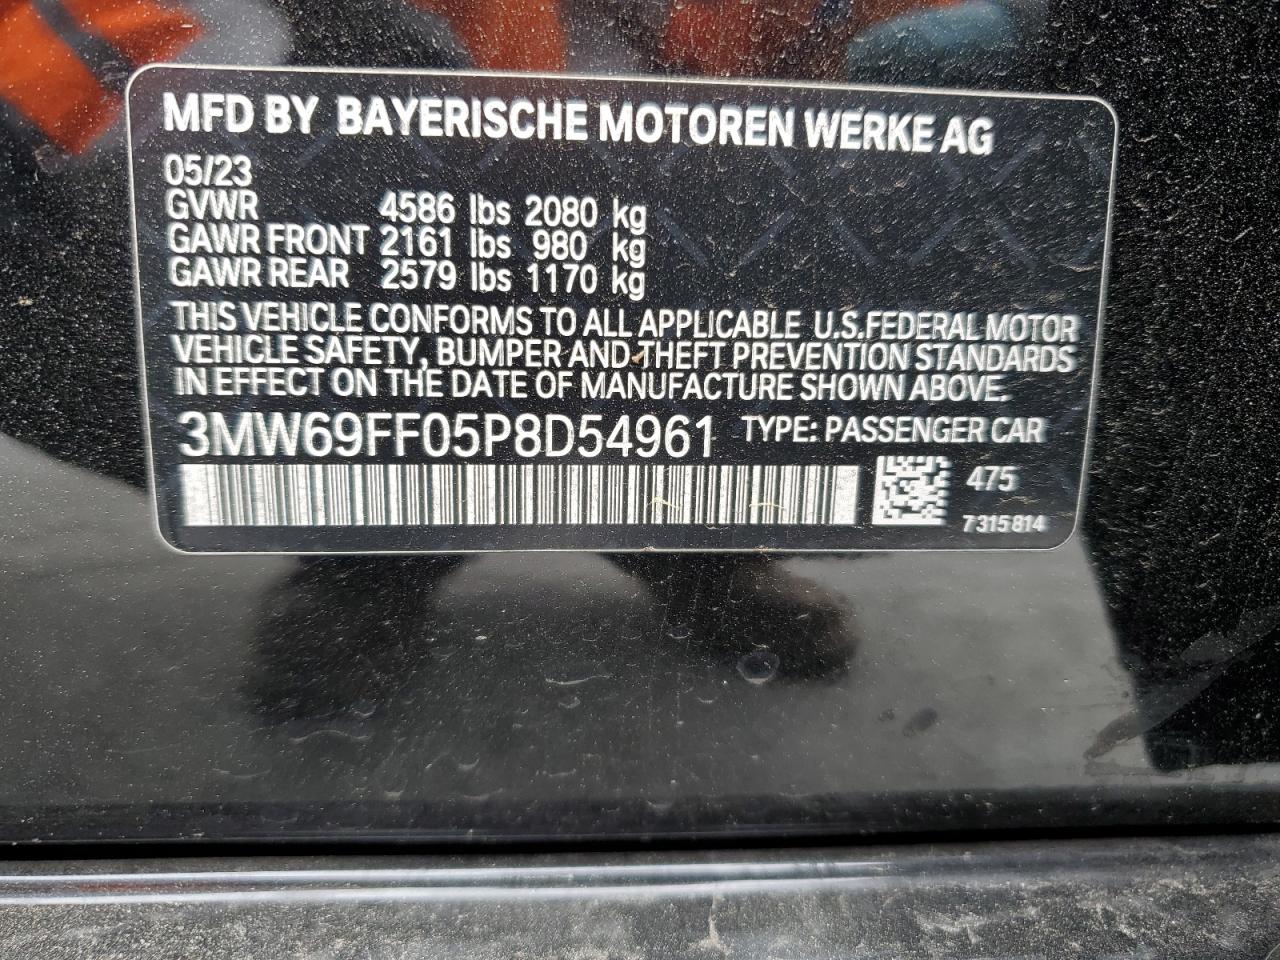 MFD BY BAYERISCHE MOTOREN WERKE AG
05/23
GVWR 4586 lbs 2080 kg
GAWR FRONT 2161 lbs 980 kg
GAWR REAR 2579 lbs 1170 kg
THIS VEHICLE CONFORMS TO ALL APPLICABLE U.S.FEDERAL MOTOR
VEHICLE SAFETY, BUMPER AND THEFT PREVENTION STANDARDS
IN EFFECT ON THE DATE OF MANUFACTURE SHOWN ABOVE.
3MW69FF05P8D54961 TYPE: PASSENGER CAR
475
7315814